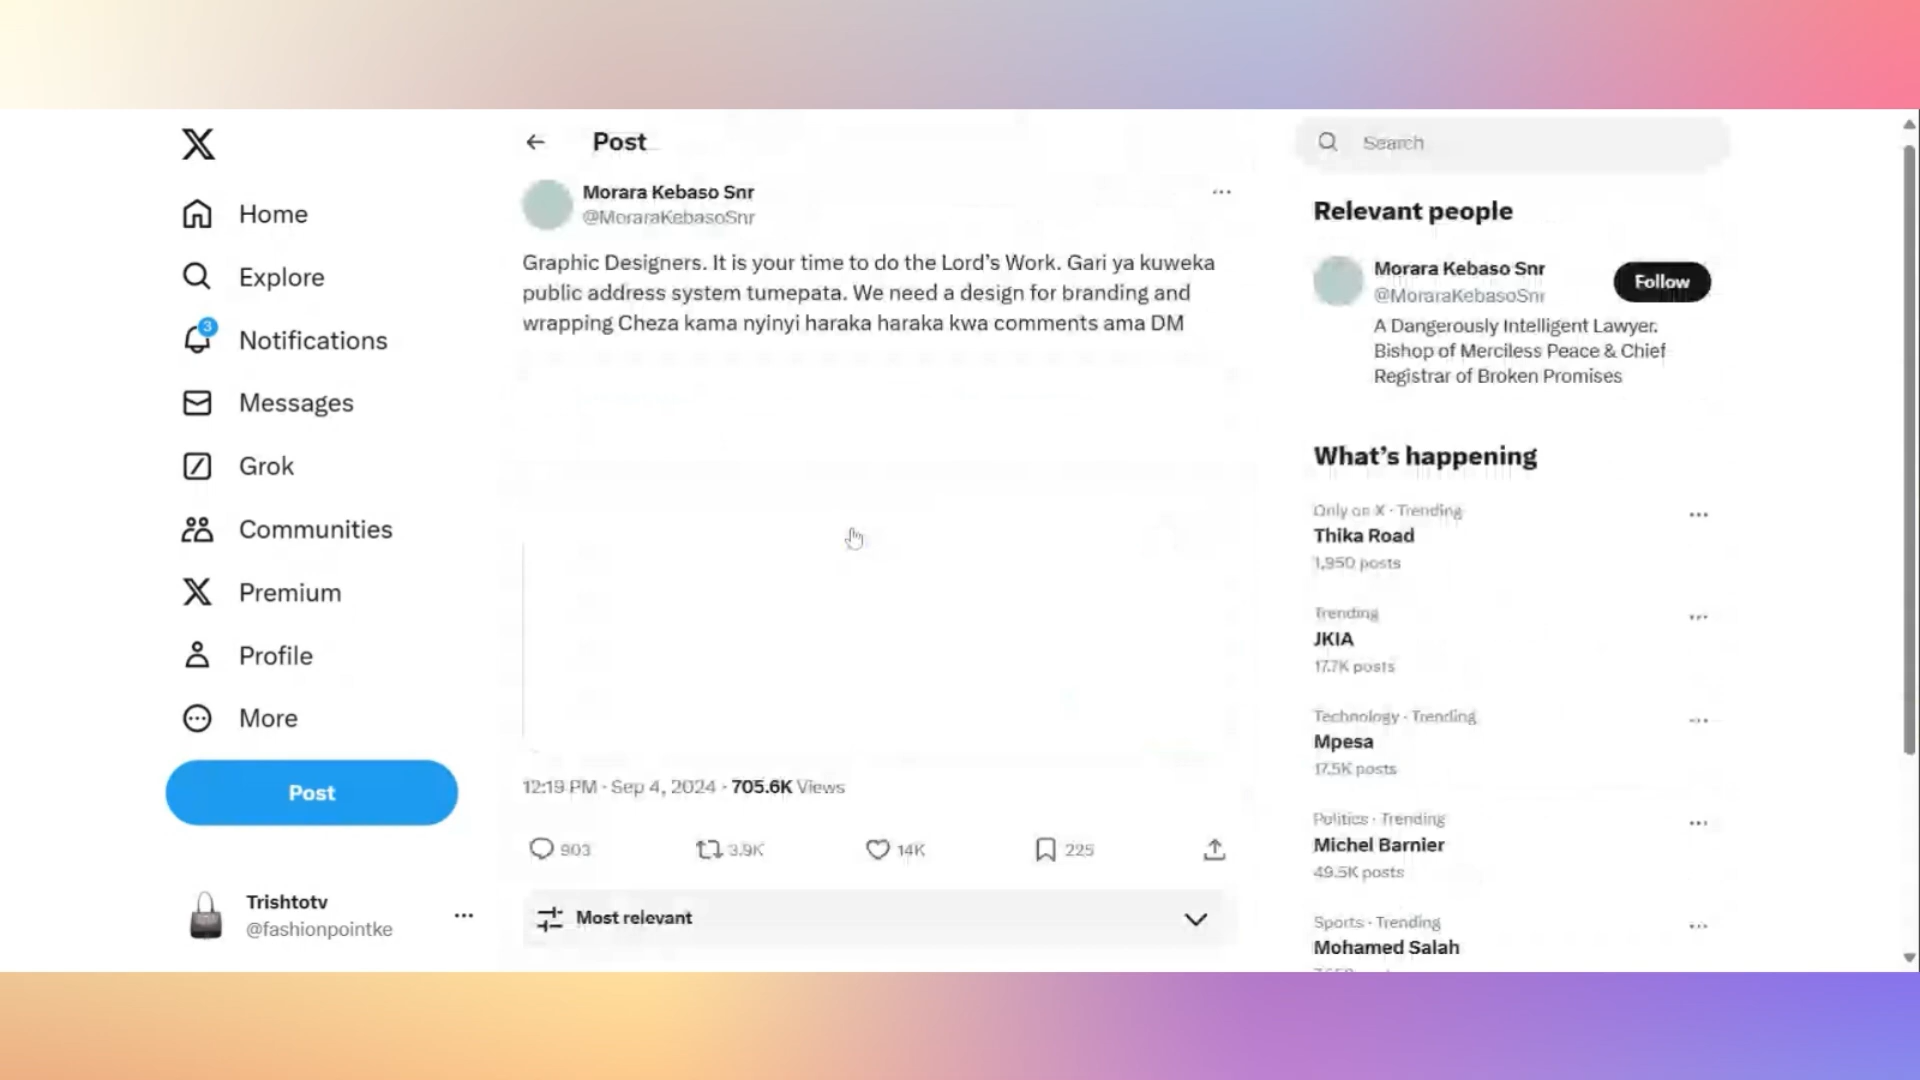 Home
Explore
3
Notifications
Messages
Grok
Communities
Premium
Profile
More
Post
Trishtotv
@fashionpointke
Post
Morara Kebaso Snr
@MoraraKebasoSnr
Graphic Designers. It is your time to do the Lord’s Work. Gari ya kuweka
public address system tumepata. We need a design for branding and
wrapping Cheza kama nyinyi haraka haraka kwa comments ama DM
12:19 PM · Sep 4, 2024 · 705.6K Views
903 3.9K 14K 225
Most relevant
Search
Relevant people
Morara Kebaso Snr
@MoraraKebasoSnr
Follow
A Dangerously Intelligent Lawyer.
Bishop of Merciless Peace & Chief
Registrar of Broken Promises
What’s happening
Only on X · Trending
Thika Road
1,950 posts
Trending
JKIA
17.7K posts
Technology · Trending
Mpesa
17.5K posts
Politics · Trending
Michel Barnier
49.5K posts
Sports · Trending
Mohamed Salah